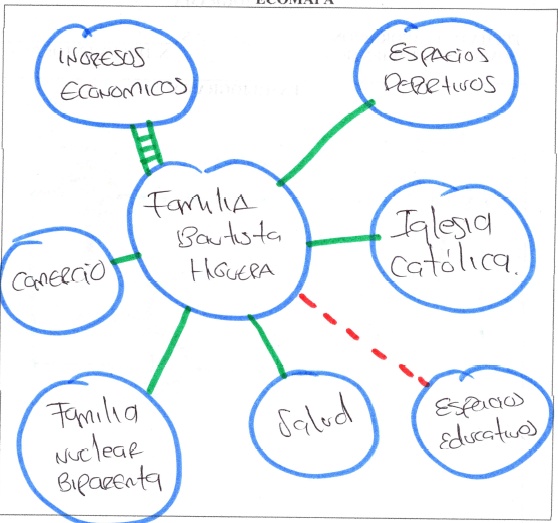 ECOMAPA
INGRESOS
ECONOMICOS
ESPACIOS
DEPORTIVOS
Familia
Bautista
HIGUERA
Iglesia
Católica.
COMERCIO
Familia
Nuclear
Biparenta
Salud
Espacios
Educativos